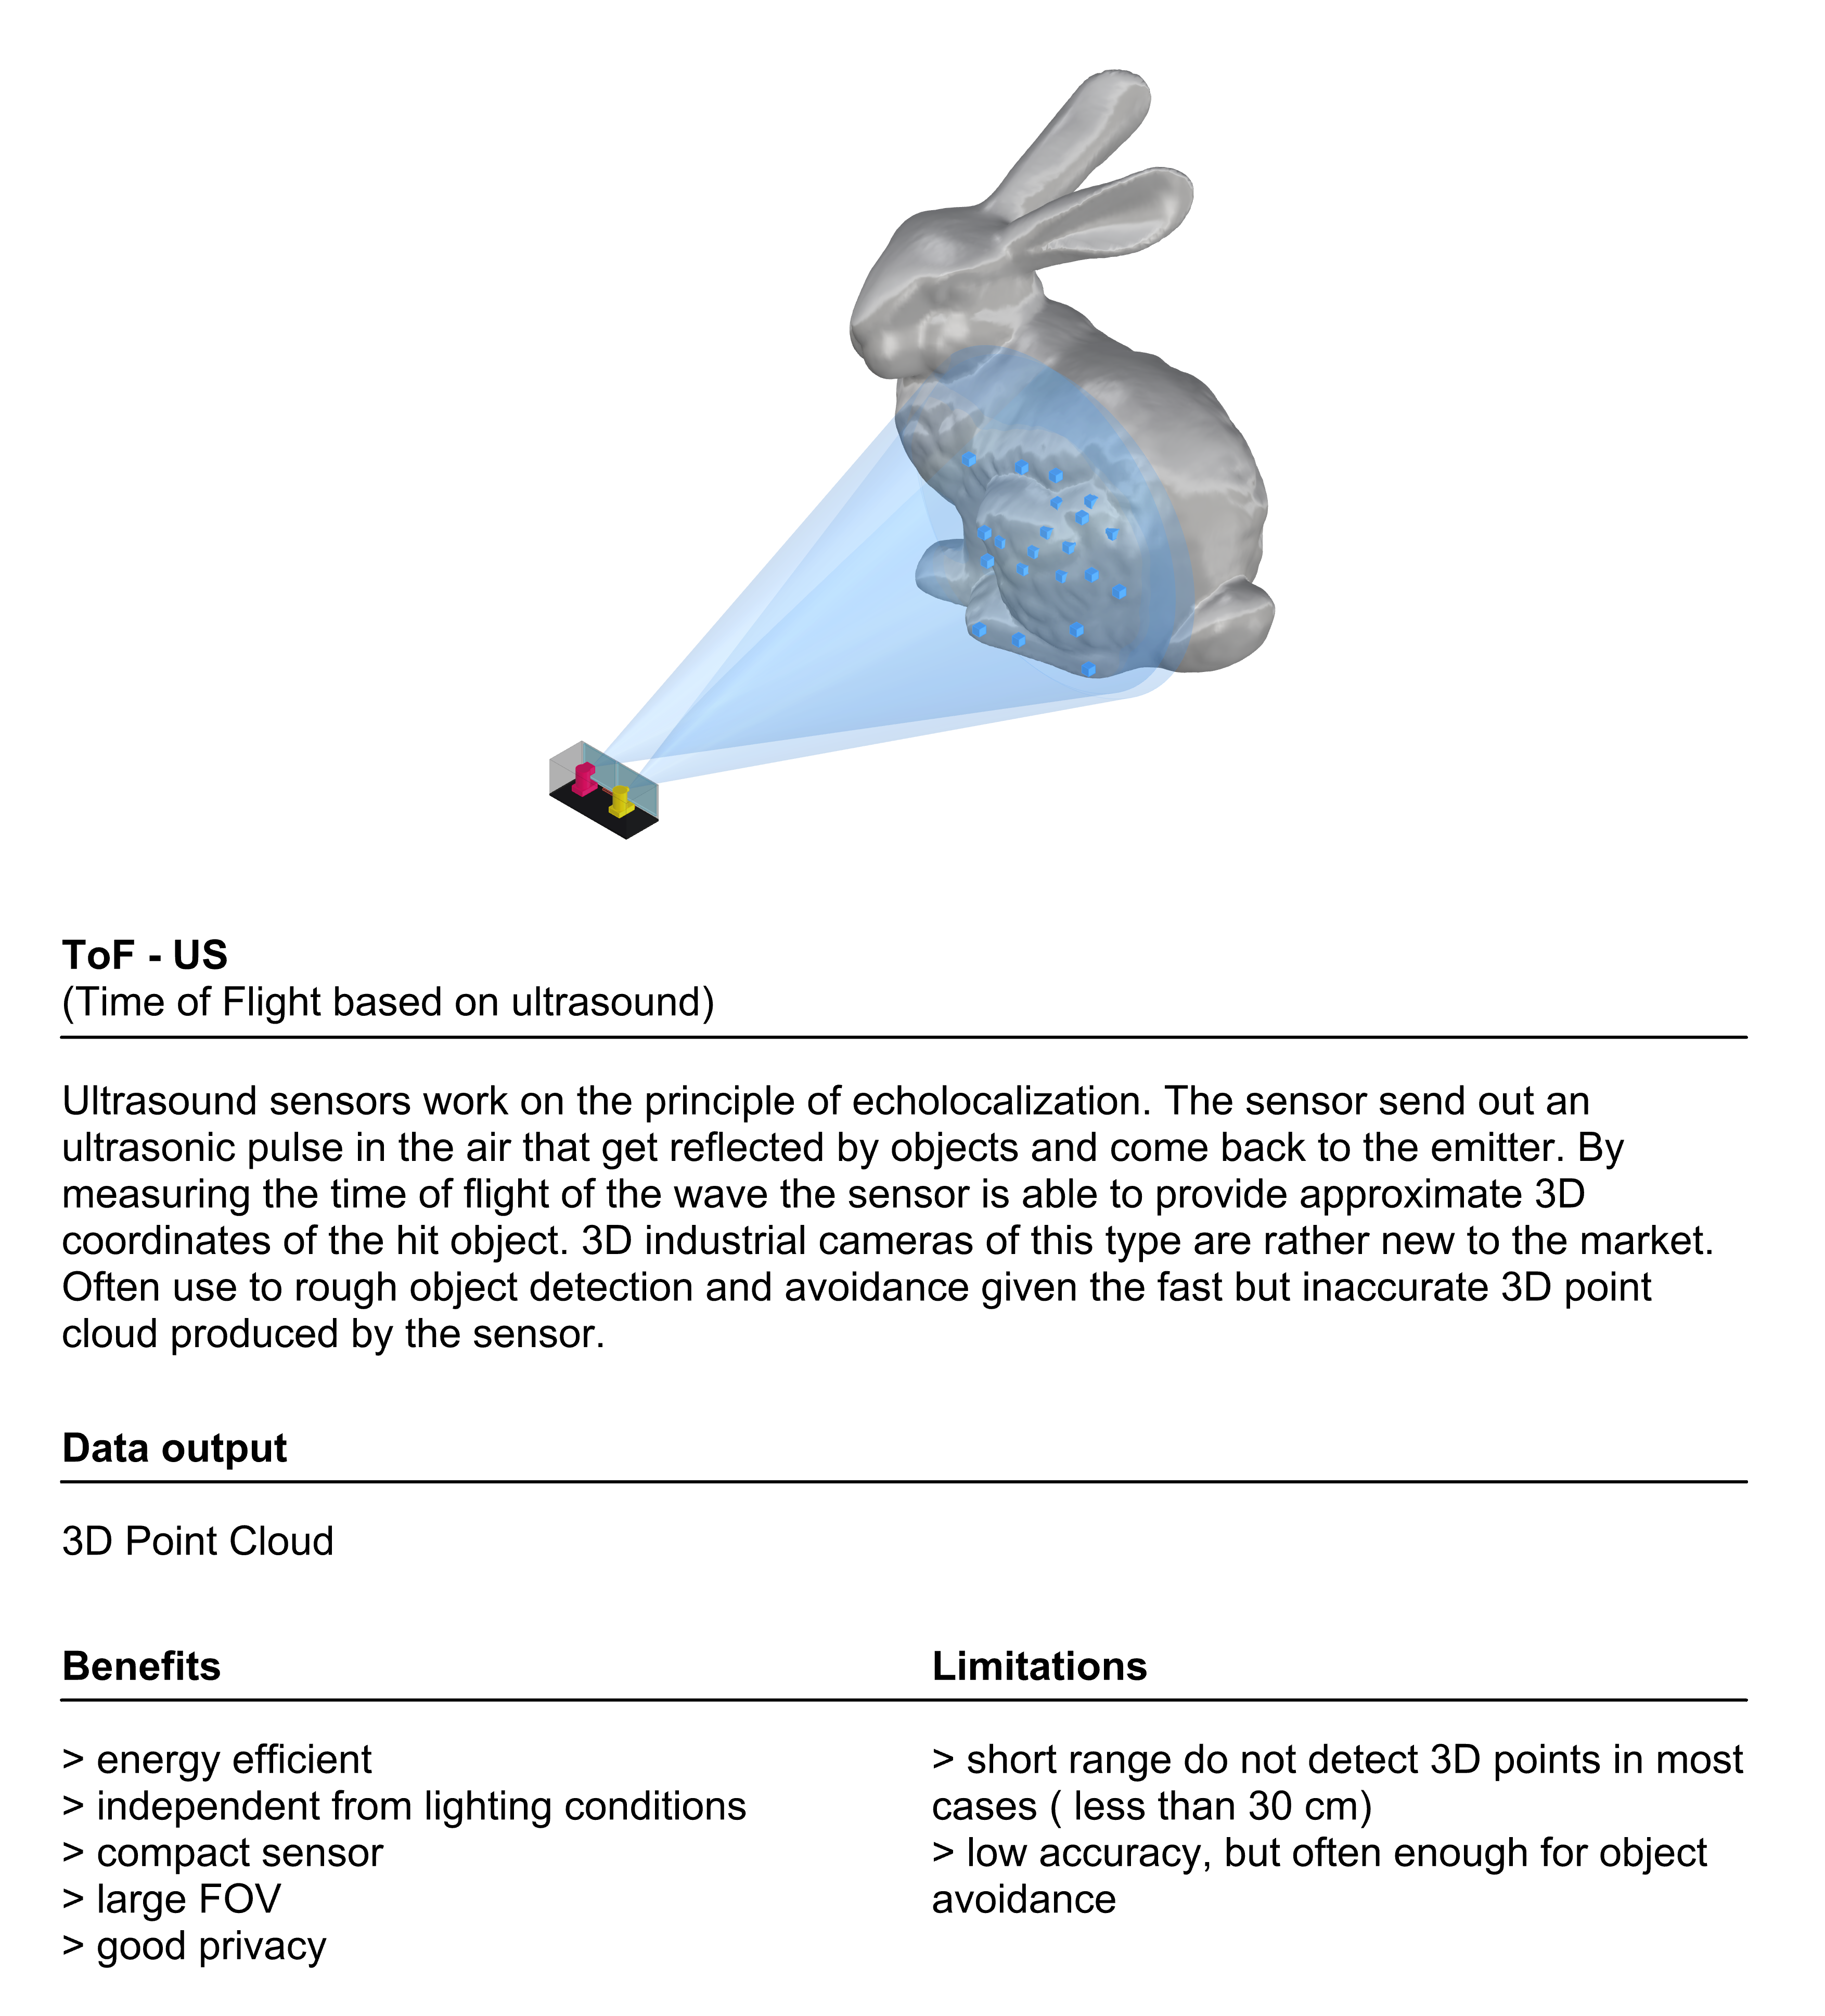 ToF - US
(Time of Flight based on ultrasound)
Ultrasound sensors work on the principle of echolocalization. The sensor send out an
ultrasonic pulse in the air that get reflected by objects and come back to the emitter. By
measuring the time of flight of the wave the sensor is able to provide approximate 3D
coordinates of the hit object. 3D industrial cameras of this type are rather new to the market.
Often use to rough object detection and avoidance given the fast but inaccurate 3D point
cloud produced by the sensor.
Data output
3D Point Cloud
Benefits
> energy efficient
> independent from lighting conditions
> compact sensor
> large FOV
> good privacy
Limitations
> short range do not detect 3D points in most
cases ( less than 30 cm)
> low accuracy, but often enough for object
avoidance